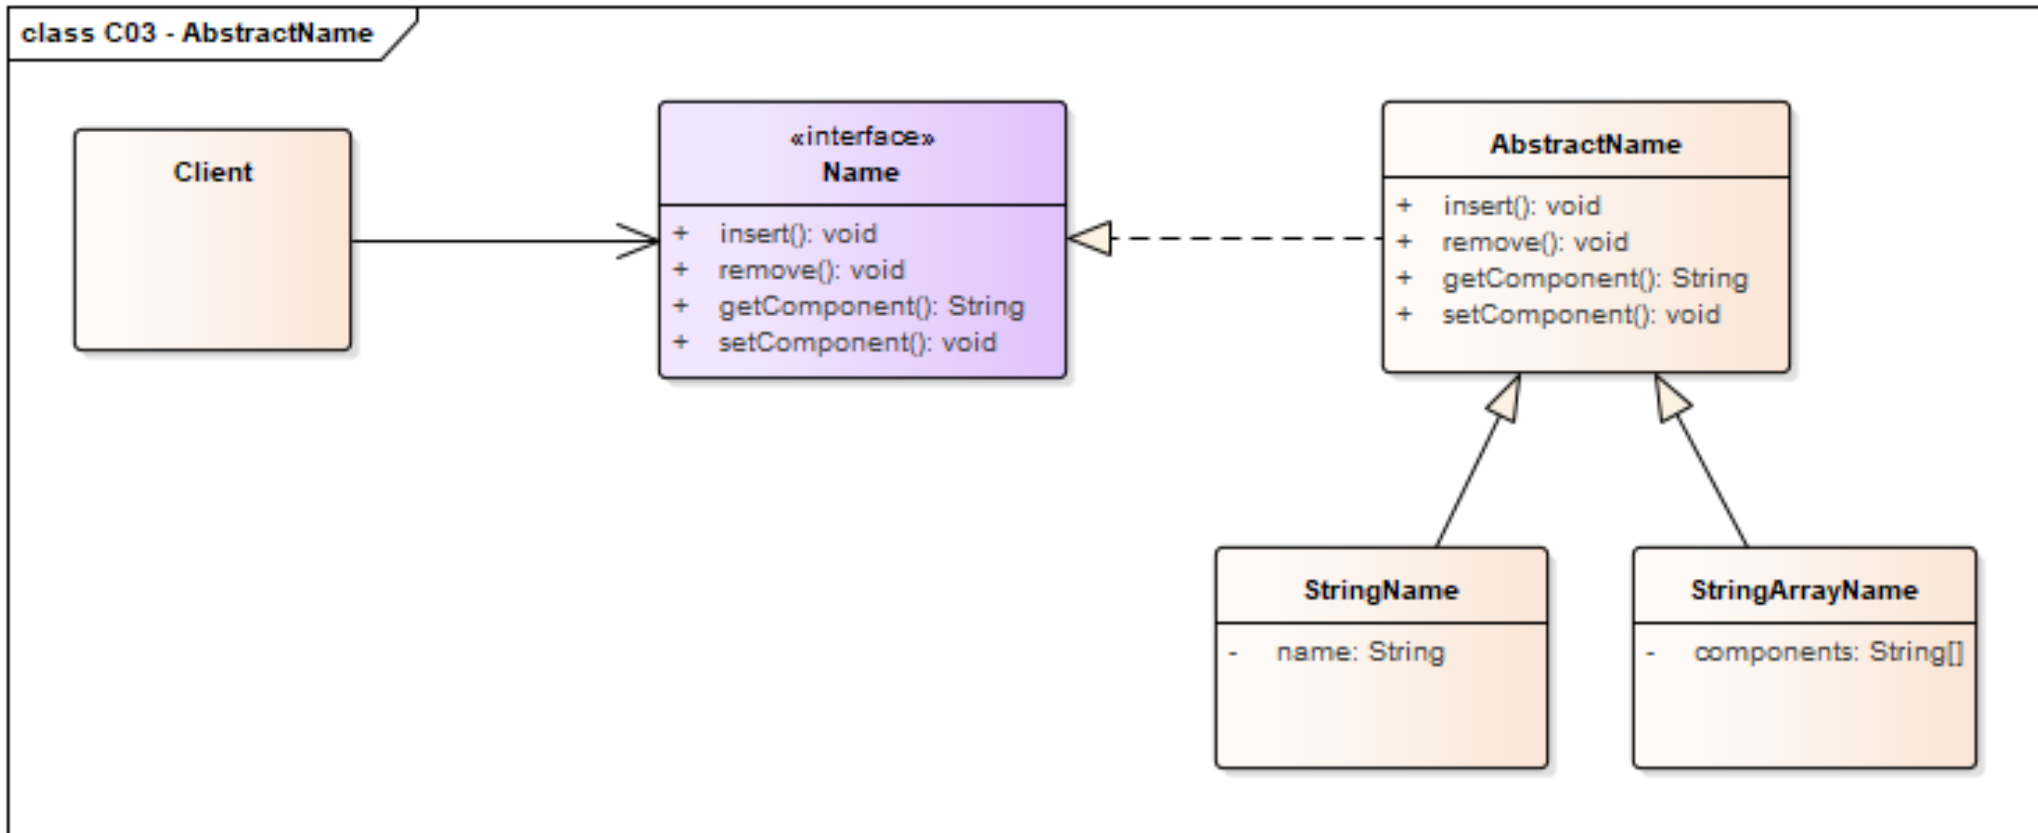 class C03 - AbstractName
Client
«interface»
Name
+ insert(): void
+ remove(): void
+ getComponent(): String
+ setComponent(): void
AbstractName
+ insert(): void
+ remove(): void
+ getComponent(): String
+ setComponent(): void
StringName
- name: String
StringArrayName
- components: String[]